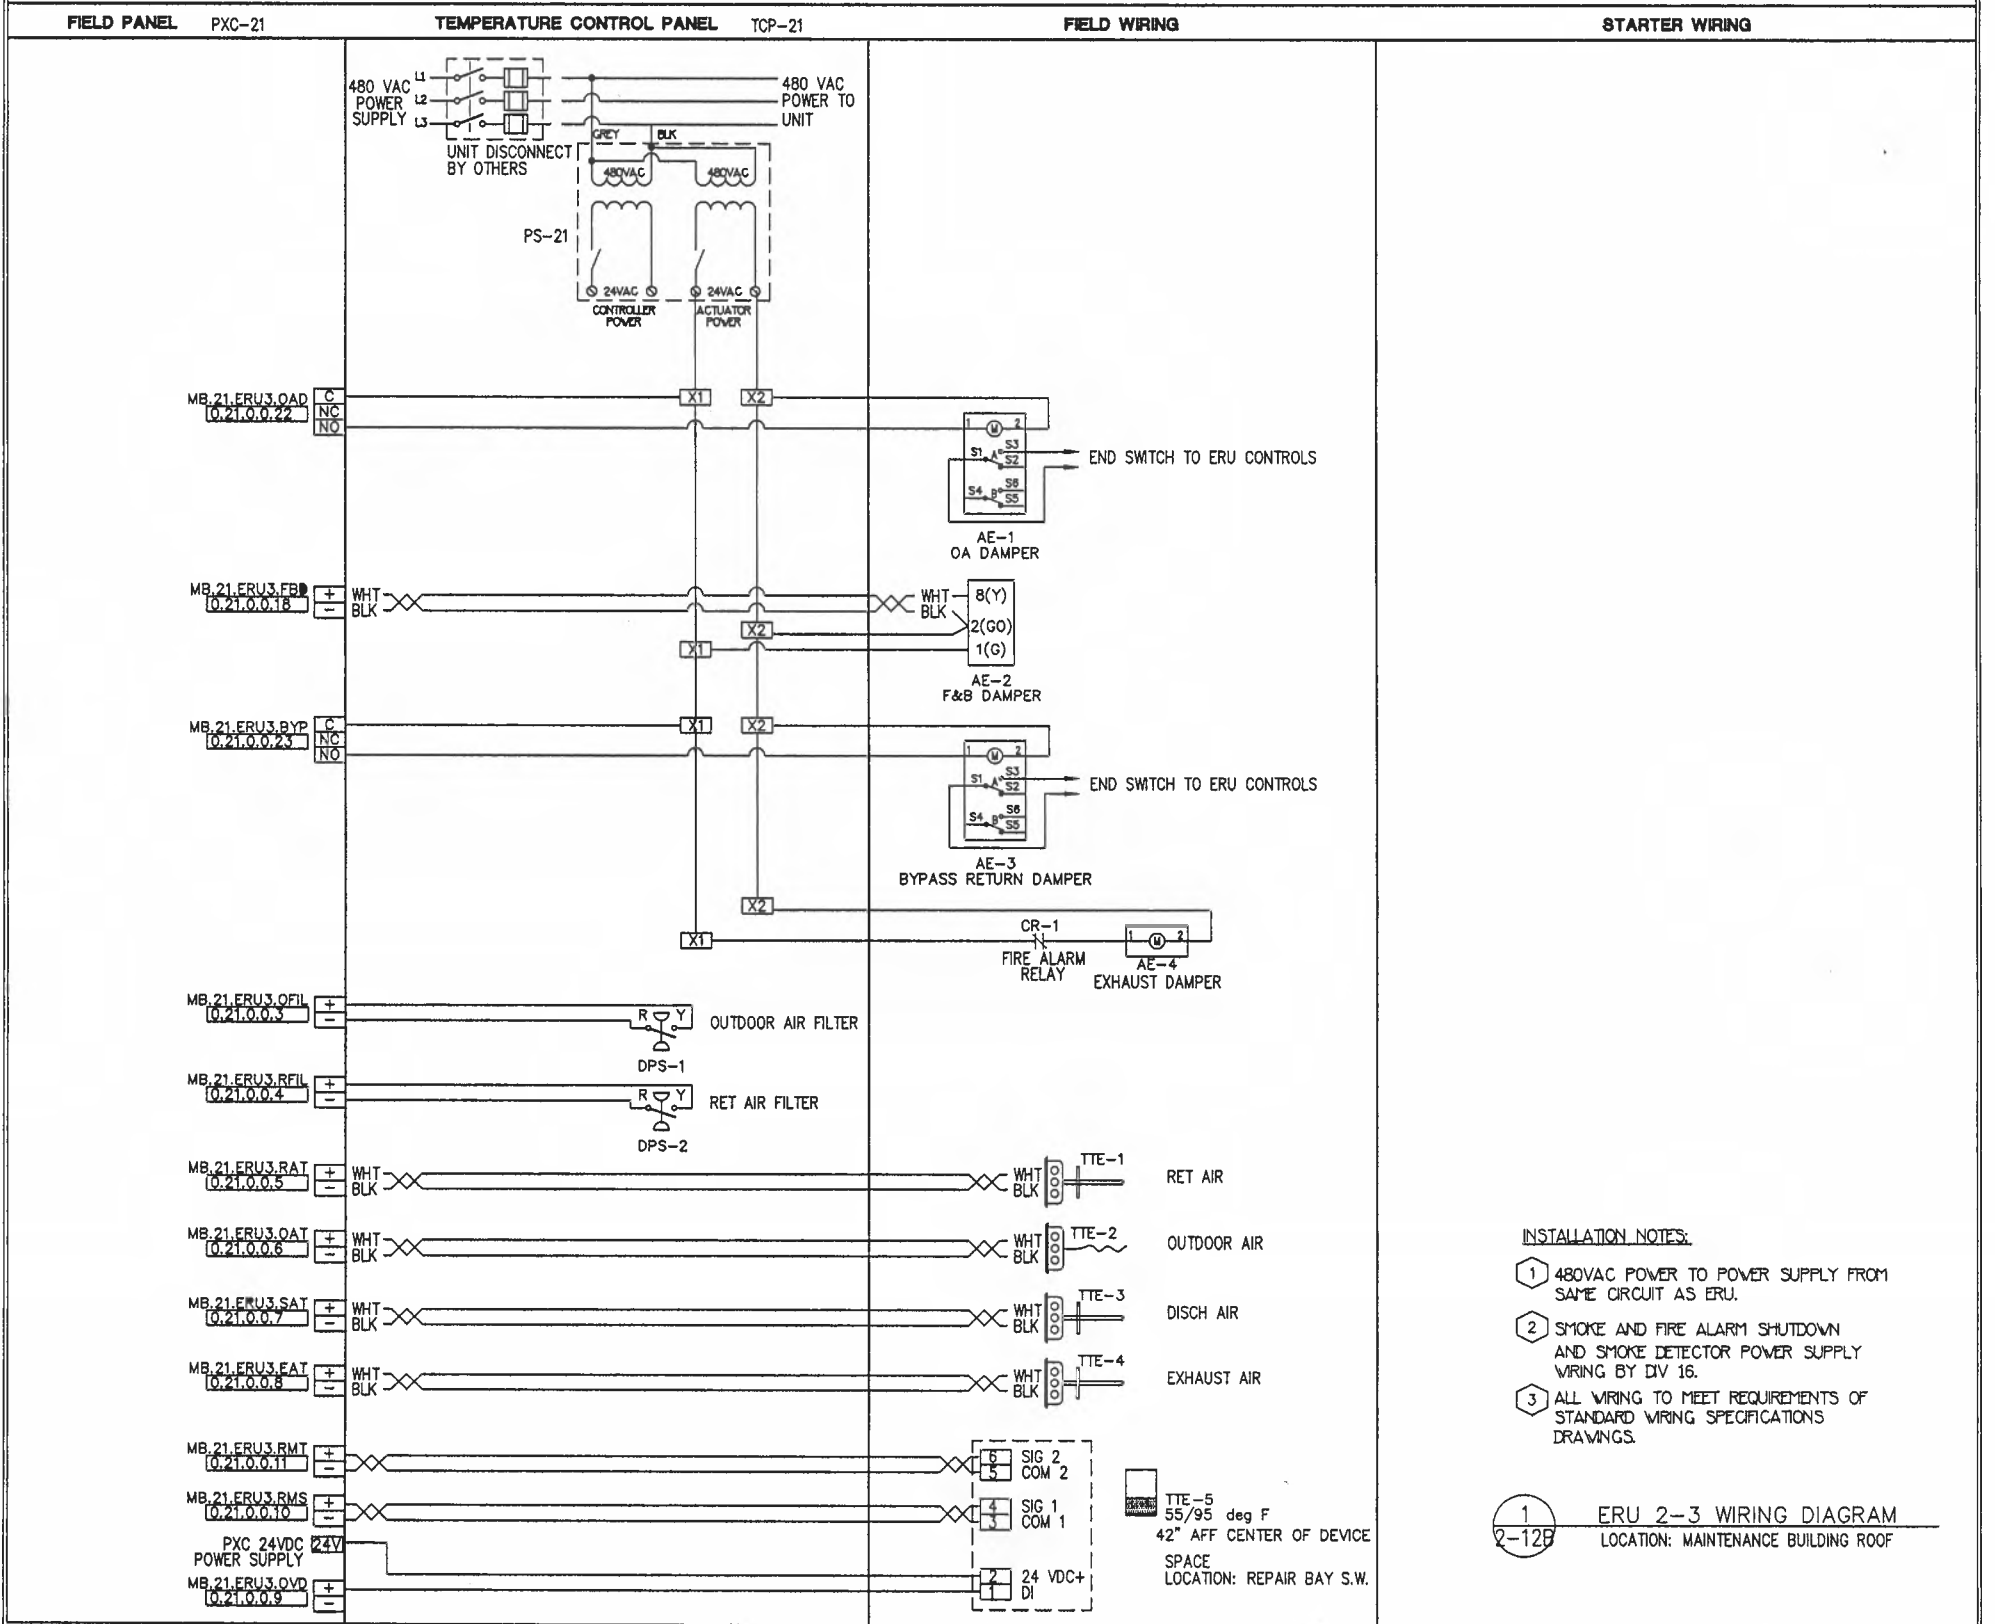 FIELD PANEL PXC-21
TEMPERATURE CONTROL PANEL TCP-21
FIELD WIRING
STARTER WIRING
480 VAC
POWER
SUPPLY
L1
L2
L3
480 VAC
POWER TO
UNIT
GREY
BLK
UNIT DISCONNECT
BY OTHERS
480VAC
480VAC
PS-21
24VAC
24VAC
CONTROLLER
POWER
ACTUATOR
POWER
MB.21.ERU3.OAD
0.21.0.0.22
C
NC
NO
X1
X2
1 M 2
S1 A S3
S2
S4 B S6
S5
END SWITCH TO ERU CONTROLS
AE-1
OA DAMPER
MB.21.ERU3.FBD
0.21.0.0.18
+
-
WHT
BLK
WHT
BLK
8(Y)
2(GO)
1(G)
X2
X1
AE-2
F&B DAMPER
MB.21.ERU3.BYP
0.21.0.0.23
C
NC
NO
X1
X2
1 M 2
S1 A S3
S2
S4 B S6
S5
END SWITCH TO ERU CONTROLS
AE-3
BYPASS RETURN DAMPER
X2
X1
CR-1
FIRE ALARM
RELAY
1 M 2
AE-4
EXHAUST DAMPER
MB.21.ERU3.OFIL
0.21.0.0.3
+
-
R Y
OUTDOOR AIR FILTER
DPS-1
MB.21.ERU3.RFIL
0.21.0.0.4
+
-
R Y
RET AIR FILTER
DPS-2
MB.21.ERU3.RAT
0.21.0.0.5
+
-
WHT
BLK
WHT
BLK
TTE-1
RET AIR
MB.21.ERU3.OAT
0.21.0.0.6
+
-
WHT
BLK
WHT
BLK
TTE-2
OUTDOOR AIR
MB.21.ERU3.SAT
0.21.0.0.7
+
-
WHT
BLK
WHT
BLK
TTE-3
DISCH AIR
MB.21.ERU3.EAT
0.21.0.0.8
+
-
WHT
BLK
WHT
BLK
TTE-4
EXHAUST AIR
MB.21.ERU3.RMT
0.21.0.0.11
+
-
6 SIG 2
5 COM 2
MB.21.ERU3.RMS
0.21.0.0.10
+
-
4 SIG 1
3 COM 1
PXC 24VDC
POWER SUPPLY
24V
2 24 VDC+
1 DI
MB.21.ERU3.OVD
0.21.0.0.9
+
-
TTE-5
55/95 deg F
42" AFF CENTER OF DEVICE
SPACE
LOCATION: REPAIR BAY S.W.
INSTALLATION NOTES:
1 480VAC POWER TO POWER SUPPLY FROM
SAME CIRCUIT AS ERU.
2 SMOKE AND FIRE ALARM SHUTDOWN
AND SMOKE DETECTOR POWER SUPPLY
WIRING BY DIV 16.
3 ALL WIRING TO MEET REQUIREMENTS OF
STANDARD WIRING SPECIFICATIONS
DRAWINGS.
1
2-12B
ERU 2-3 WIRING DIAGRAM
LOCATION: MAINTENANCE BUILDING ROOF